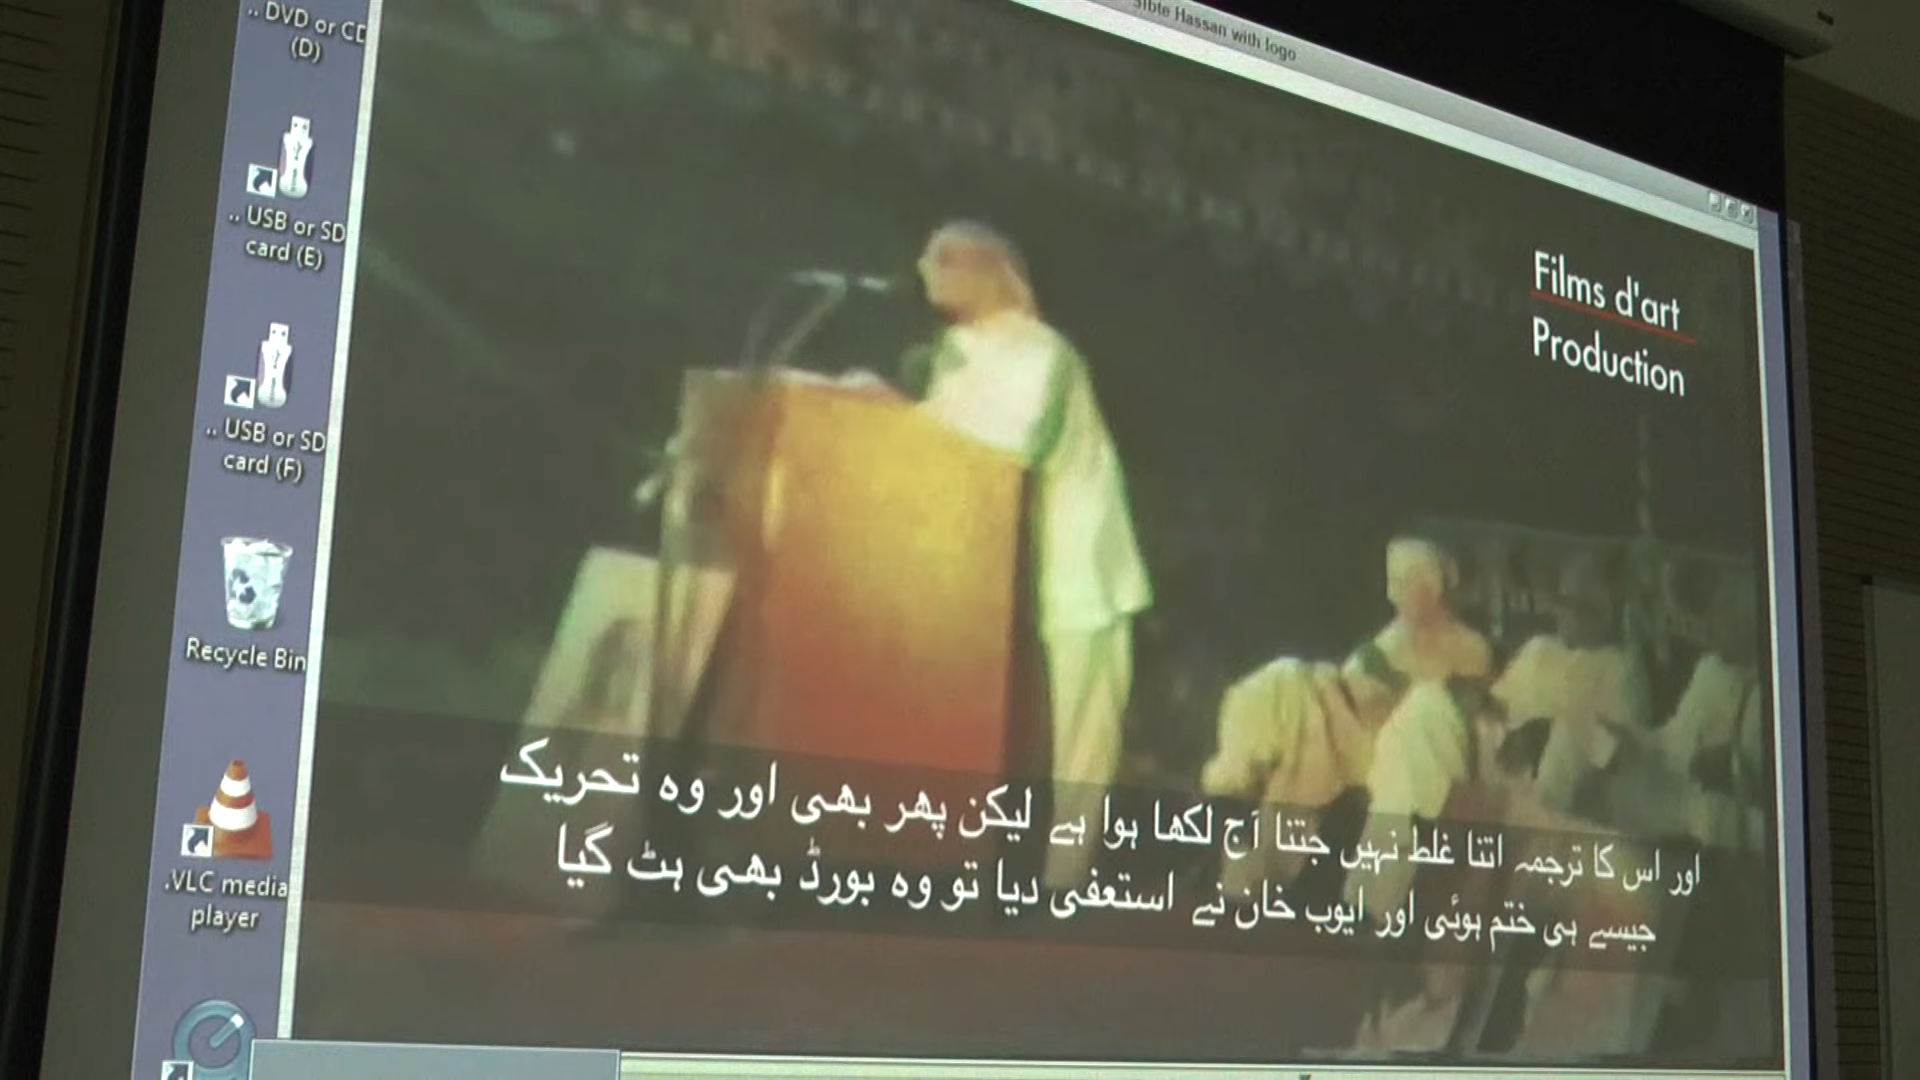 .. DVD or CD
(D)
.. USB or SD
card (E)
.. USB or SD
card (F)
Recycle Bin
.VLC media
player
Sibte Hassan with logo
Films d'art
Production
اور اس کا ترجمہ اتنا غلط نہیں جتنا آج لکھا ہوا ہے لیکن پھر بھی اور وہ تحریک
جیسے ہی ختم ہوئی اور ایوب خان نے استعفی دیا تو وہ بورڈ بھی ہٹ گیا